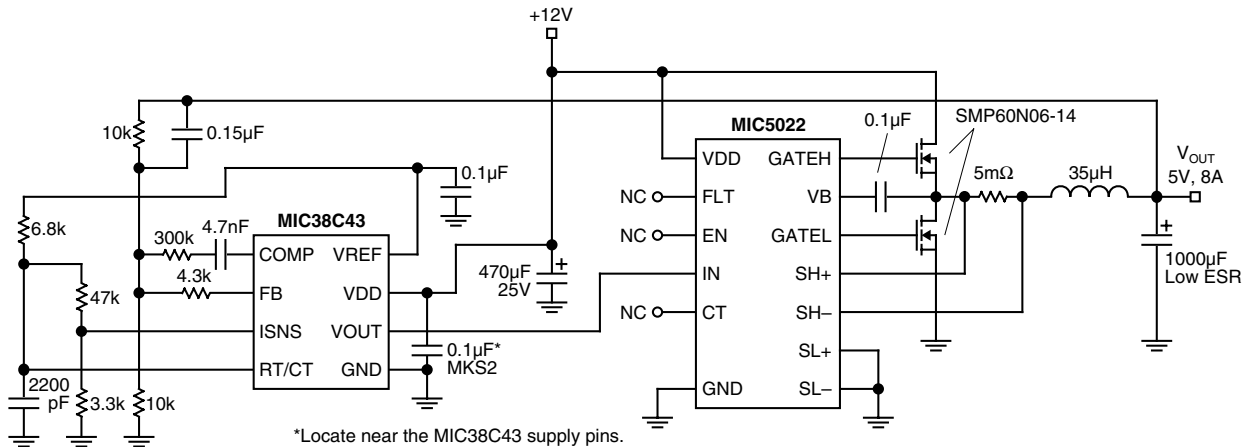 +12V
10k
0.15µF
MIC5022
0.1µF
SMP60N06-14
0.1µF
VDD
GATEH
5mΩ
35µH
VOUT
5V, 8A
NC
FLT
VB
6.8k
4.7nF
MIC38C43
300k
COMP
VREF
NC
EN
GATEL
+
4.3k
47k
FB
VDD
470µF
25V
+
IN
SH+
1000µF
Low ESR
ISNS
VOUT
NC
CT
SH–
RT/CT
GND
0.1µF*
MKS2
SL+
2200
pF
3.3k
10k
GND
SL–
*Locate near the MIC38C43 supply pins.